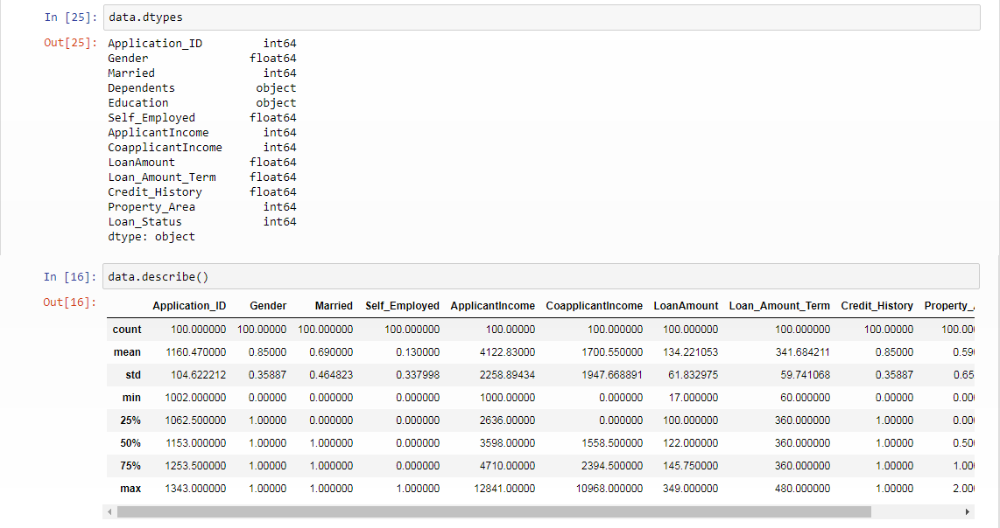 In [25]: data.dtypes
Out[25]: Application_ID int64
Gender float64
Married int64
Dependents object
Education object
Self_Employed float64
ApplicantIncome int64
CoapplicantIncome int64
LoanAmount float64
Loan_Amount_Term float64
Credit_History float64
Property_Area int64
Loan_Status int64
dtype: object
In [16]: data.describe()
Out[16]:
Application_ID Gender Married Self_Employed ApplicantIncome CoapplicantIncome LoanAmount Loan_Amount_Term Credit_History Property_
count 100.000000 100.00000 100.000000 100.000000 100.00000 100.000000 100.000000 100.000000 100.00000 100.00
mean 1160.470000 0.85000 0.690000 0.130000 4122.83000 1700.550000 134.221053 341.684211 0.85000 0.59
std 104.622212 0.35887 0.464823 0.337998 2258.89434 1947.668891 61.832975 59.741068 0.35887 0.65
min 1002.000000 0.00000 0.000000 0.000000 1000.00000 0.000000 17.000000 60.000000 0.00000 0.00
25% 1062.500000 1.00000 0.000000 0.000000 2636.00000 0.000000 100.000000 360.000000 1.00000 0.00
50% 1153.000000 1.00000 1.000000 0.000000 3598.00000 1558.500000 122.000000 360.000000 1.00000 0.50
75% 1253.500000 1.00000 1.000000 0.000000 4710.00000 2394.500000 145.750000 360.000000 1.00000 1.00
max 1343.000000 1.00000 1.000000 1.000000 12841.00000 10968.000000 349.000000 480.000000 1.00000 2.00